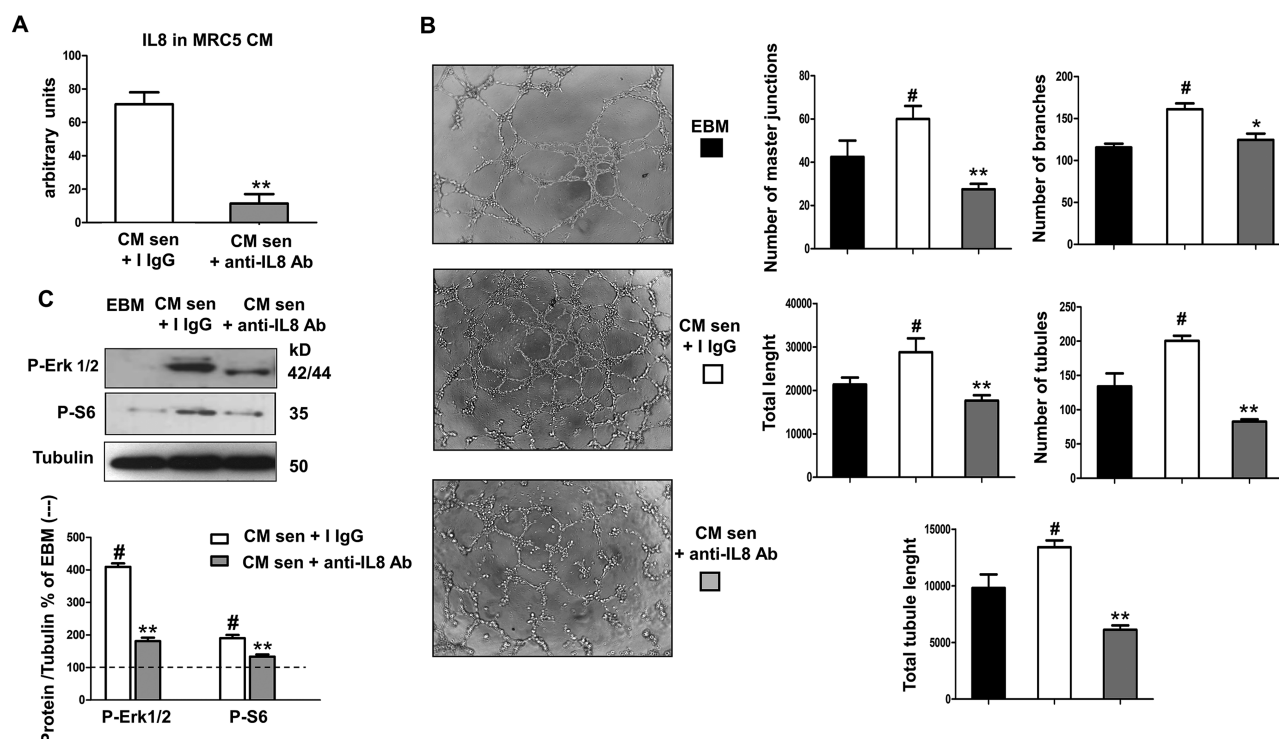 A
IL8 in MRC5 CM
arbitrary units
100
80
60
40
20
0
**
CM sen
+ I IgG
CM sen
+ anti-IL8 Ab
B
EBM
CM sen
+ I IgG
CM sen
+ anti-IL8 Ab
Number of master junctions
80
60
40
20
0
#
**
Number of branches
200
150
100
50
0
#
*
Total lenght
40000
30000
20000
10000
0
#
**
Number of tubules
250
200
150
100
50
0
#
**
Total tubule lenght
15000
10000
5000
0
#
**
C
EBM
CM sen
+ I IgG
CM sen
+ anti-IL8 Ab
P-Erk 1/2
kD
42/44
P-S6
35
Tubulin
50
Protein /Tubulin % of EBM (---)
500
400
300
200
100
0
#
**
#
**
CM sen + I IgG
CM sen + anti-IL8 Ab
P-Erk1/2
P-S6